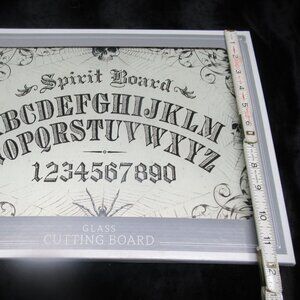 Spirit Board
ABCDEFGHIJKLM
NOPQRSTUVWXYZ
1234567890
GLASS
CUTTING BOARD